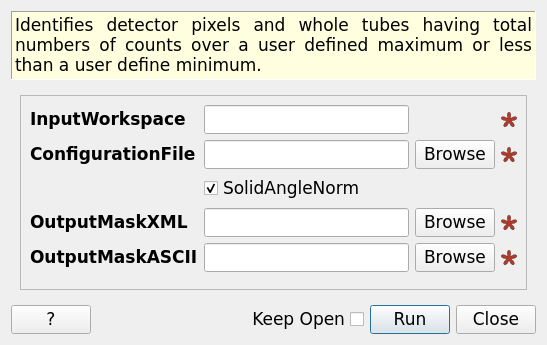 Identifies detector pixels and whole tubes having total
numbers of counts over a user defined maximum or less
than a user define minimum.
InputWorkspace *
ConfigurationFile Browse *
SolidAngleNorm
OutputMaskXML Browse *
OutputMaskASCII Browse *
? Keep Open Run Close